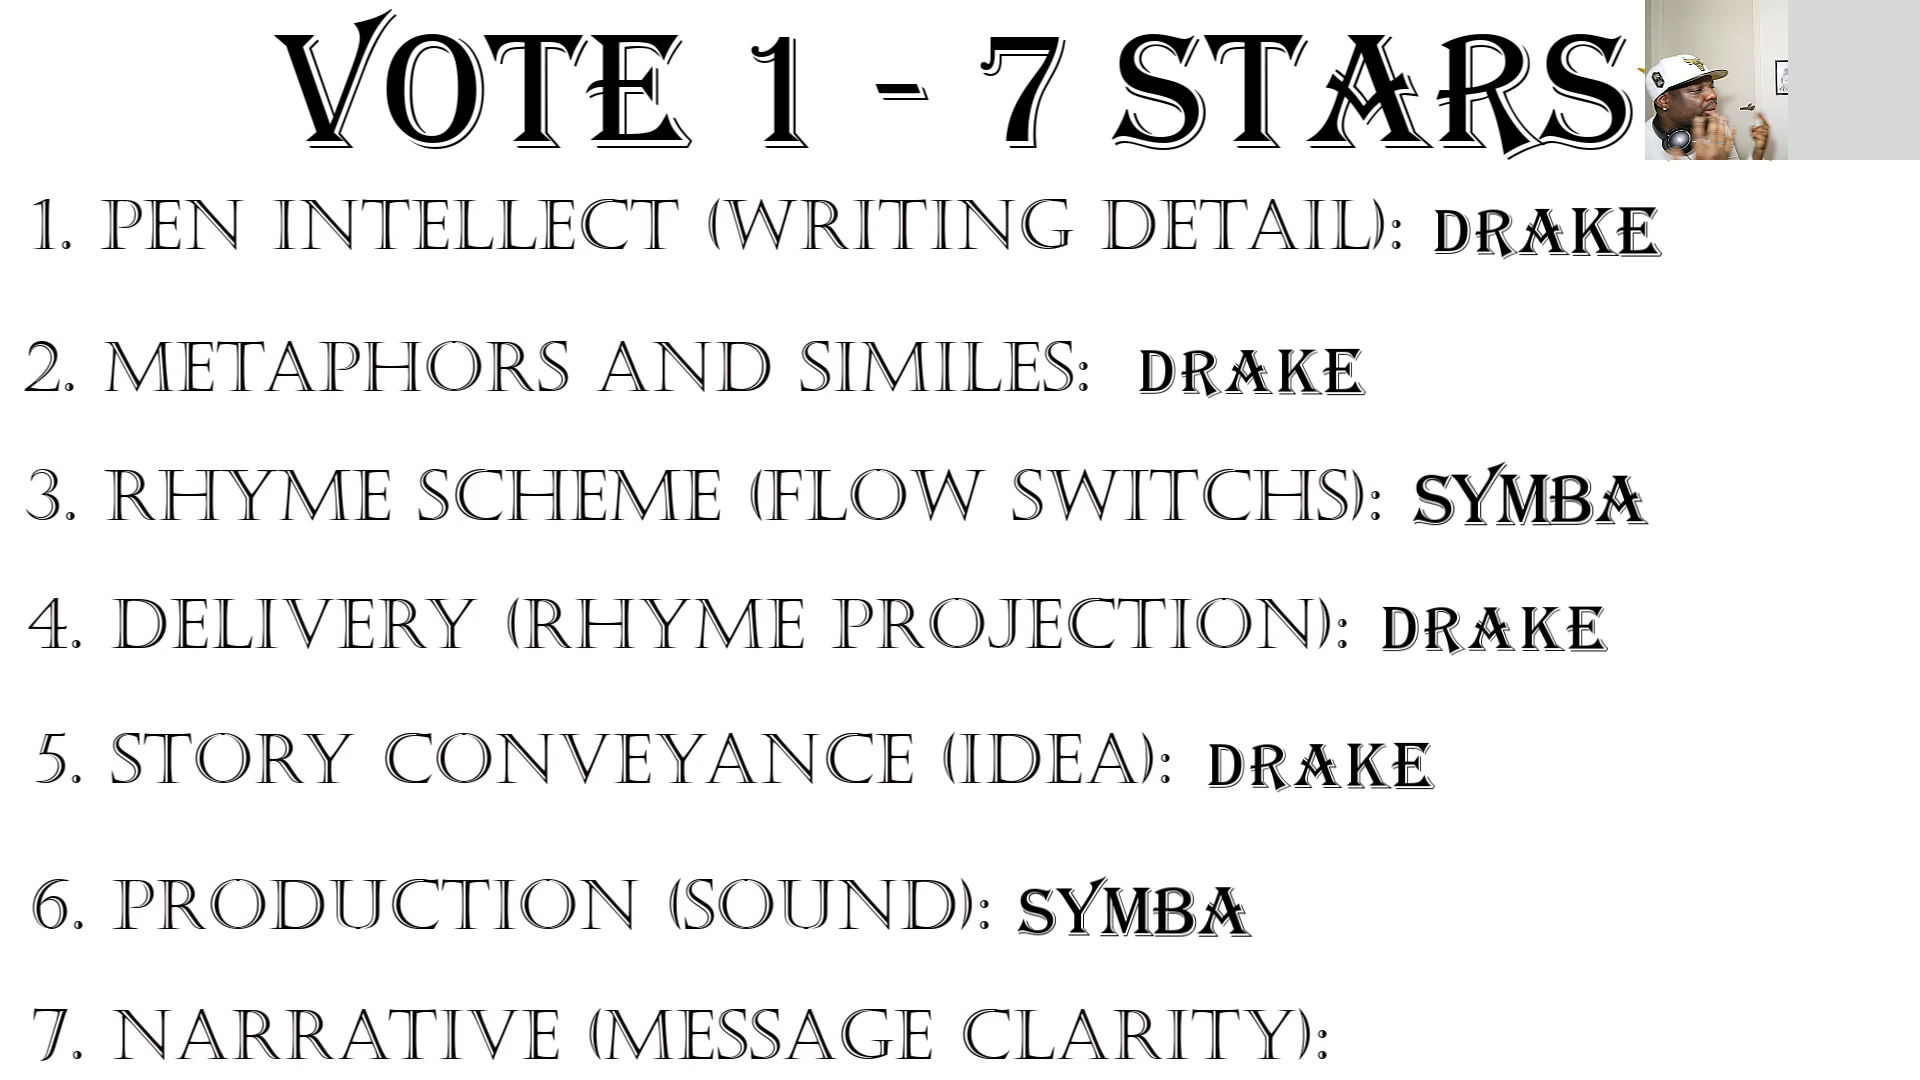 VOTE 1 - 7 STARS
1. PEN INTELLECT (WRITING DETAIL): DRAKE
2. METAPHORS AND SIMILES: DRAKE
3. RHYME SCHEME (FLOW SWITCHS): SYMBA
4. DELIVERY (RHYME PROJECTION): DRAKE
5. STORY CONVEYANCE (IDEA): DRAKE
6. PRODUCTION (SOUND): SYMBA
7. NARRATIVE (MESSAGE CLARITY):